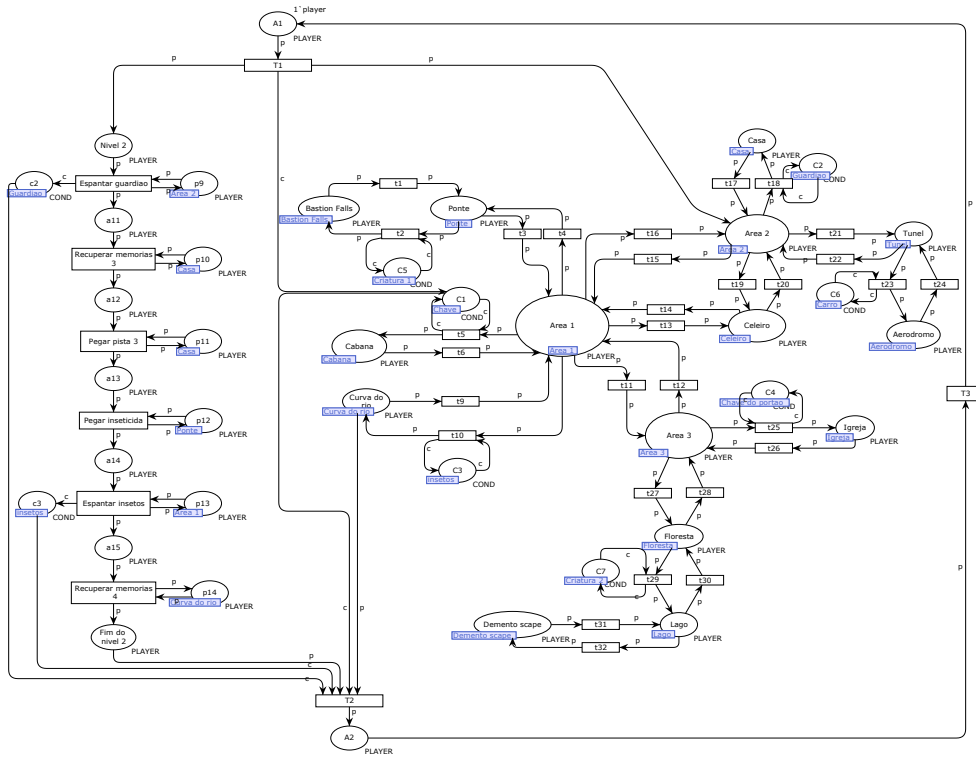 1`player
A1
p
PLAYER
T1
p
p
Nivel 2
PLAYER
p
c2
Guardiao
COND
c
Espantar guardiao
p
p
p9
Area 2
PLAYER
p
a11
PLAYER
p
Recuperar memorias
3
p
p
p10
Casa
PLAYER
p
a12
PLAYER
p
Pegar pista 3
p
p
p11
Casa
PLAYER
p
a13
PLAYER
p
Pegar inseticida
p
p
p12
Ponte
PLAYER
p
a14
PLAYER
p
c3
insetos
COND
c
Espantar insetos
p
p
p13
Area 1
PLAYER
p
a15
PLAYER
p
Recuperar memorias
4
p
p
p14
Curva do rio
PLAYER
p
Fim do
nivel 2
PLAYER
p
c
c
c
c
p
T2
p
A2
PLAYER
p
p
T3
p
t1
p
p
Bastion Falls
Bastion Falls
PLAYER
p
t2
p
Ponte
Ponte
PLAYER
c
c
C5
Criatura 1
COND
p
t3
p
p
t4
p
C1
Chave
COND
c
c
Cabana
Cabana
PLAYER
p
t5
p
p
t6
p
Area 1
Area 1
PLAYER
Curva do
rio
Curva do rio
PLAYER
p
t9
p
p
t10
p
c
c
C3
insetos
COND
p
t16
p
p
t15
p
p
t14
p
p
t13
p
Casa
Casa
PLAYER
p
t17
p
p
t18
p
c
c
C2
Guardiao
COND
Area 2
Area 2
PLAYER
p
t21
p
p
t22
p
Tunel
Tunel
PLAYER
p
t19
p
p
t20
p
Celeiro
Celeiro
PLAYER
c
c
C6
Carro
COND
p
t23
p
p
t24
p
Aerodromo
Aerodromo
PLAYER
p
t11
p
p
t12
p
Area 3
Area 3
PLAYER
C4
Chave do portao
COND
c
c
p
t25
p
p
t26
p
Igreja
Igreja
PLAYER
p
t27
p
p
t28
p
Floresta
Floresta
PLAYER
c
c
C7
Criatura 2
COND
p
t29
p
p
t30
p
Demento scape
Demento scape
PLAYER
p
t31
p
p
t32
p
Lago
Lago
PLAYER